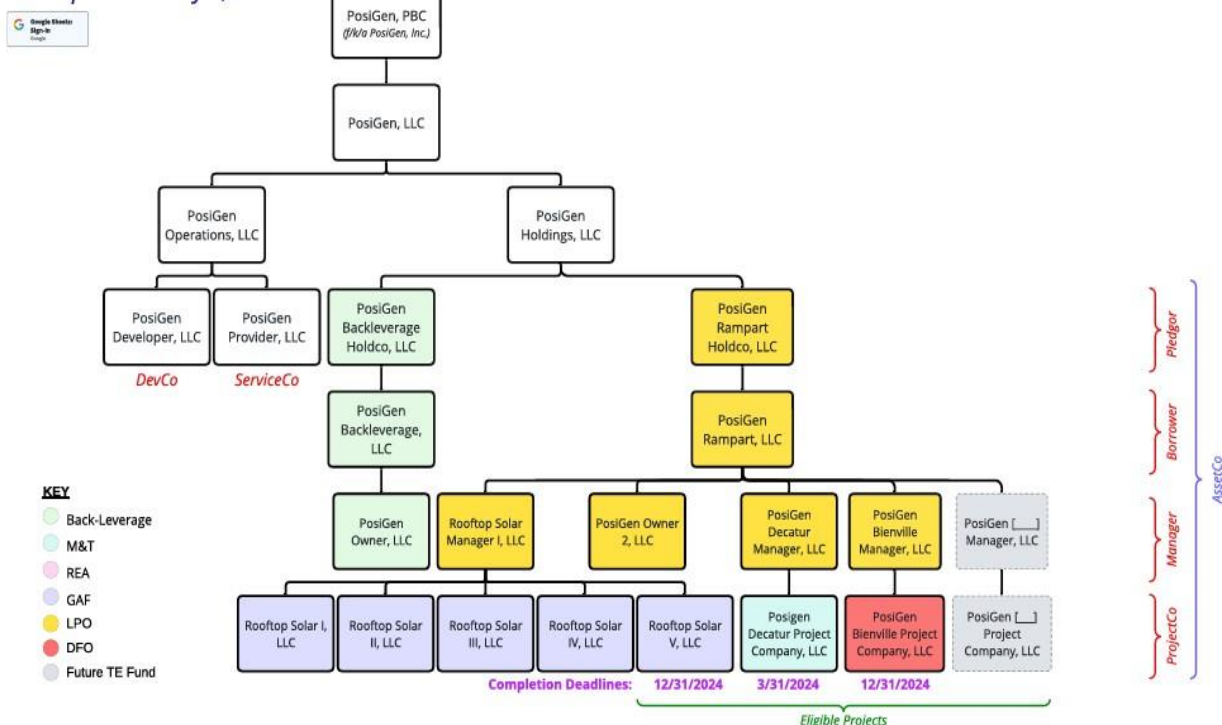 Google Sheets:
Sign-in
Google
PosiGen, PBC
(f/k/a PosiGen, Inc.)
PosiGen, LLC
PosiGen
Operations, LLC
PosiGen
Holdings, LLC
PosiGen
Developer, LLC
PosiGen
Provider, LLC
PosiGen
Backleverage
Holdco, LLC
PosiGen
Rampart
Holdco, LLC
Pledgor
DevCo
ServiceCo
PosiGen
Backleverage,
LLC
PosiGen
Rampart, LLC
Borrower
AssetCo
KEY
Back-Leverage
M&T
REA
GAF
LPO
DFO
Future TE Fund
PosiGen
Owner, LLC
Rooftop Solar
Manager I, LLC
PosiGen Owner
2, LLC
PosiGen
Decatur
Manager, LLC
PosiGen
Bienville
Manager, LLC
PosiGen [___]
Manager, LLC
Manager
Rooftop Solar I,
LLC
Rooftop Solar
II, LLC
Rooftop Solar
III, LLC
Rooftop Solar
IV, LLC
Rooftop Solar
V, LLC
Posigen
Decatur Project
Company, LLC
PosiGen
Bienville Project
Company, LLC
PosiGen [___]
Project
Company, LLC
ProjectCo
Completion Deadlines: 12/31/2024 3/31/2024 12/31/2024
Eligible Projects